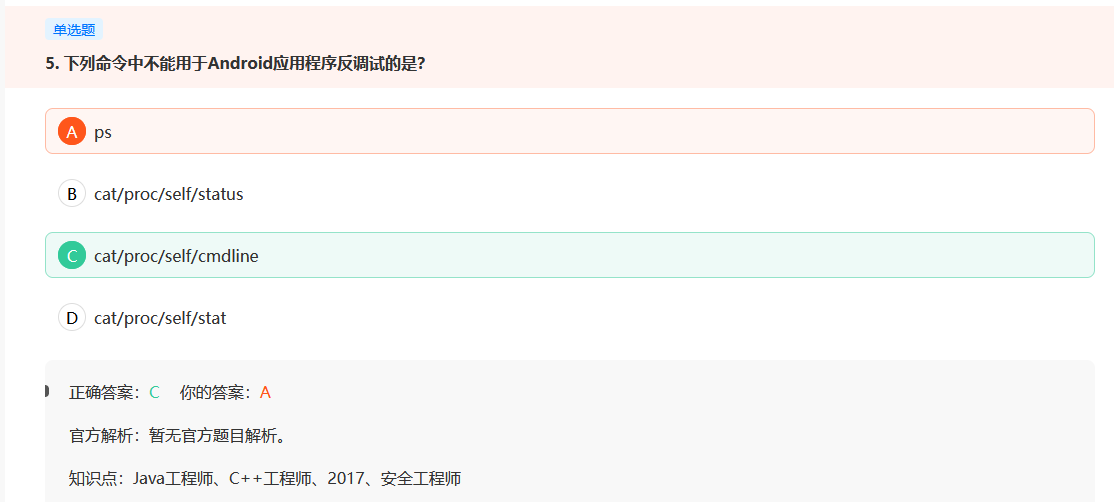 单选题
5. 下列命令中不能用于Android应用程序反调试的是?
A ps
B cat/proc/self/status
C cat/proc/self/cmdline
D cat/proc/self/stat
正确答案：C 你的答案：A
官方解析：暂无官方题目解析。
知识点：Java工程师、C++工程师、2017、安全工程师